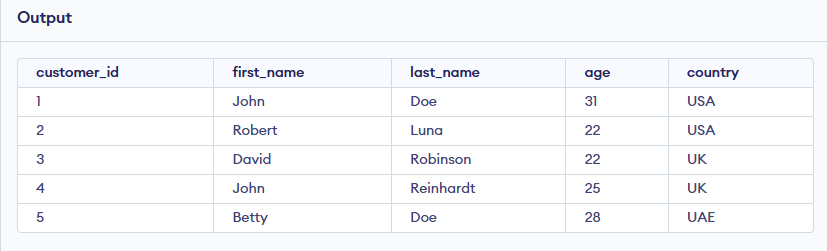 Output
customer_id first_name last_name age country
1 John Doe 31 USA
2 Robert Luna 22 USA
3 David Robinson 22 UK
4 John Reinhardt 25 UK
5 Betty Doe 28 UAE